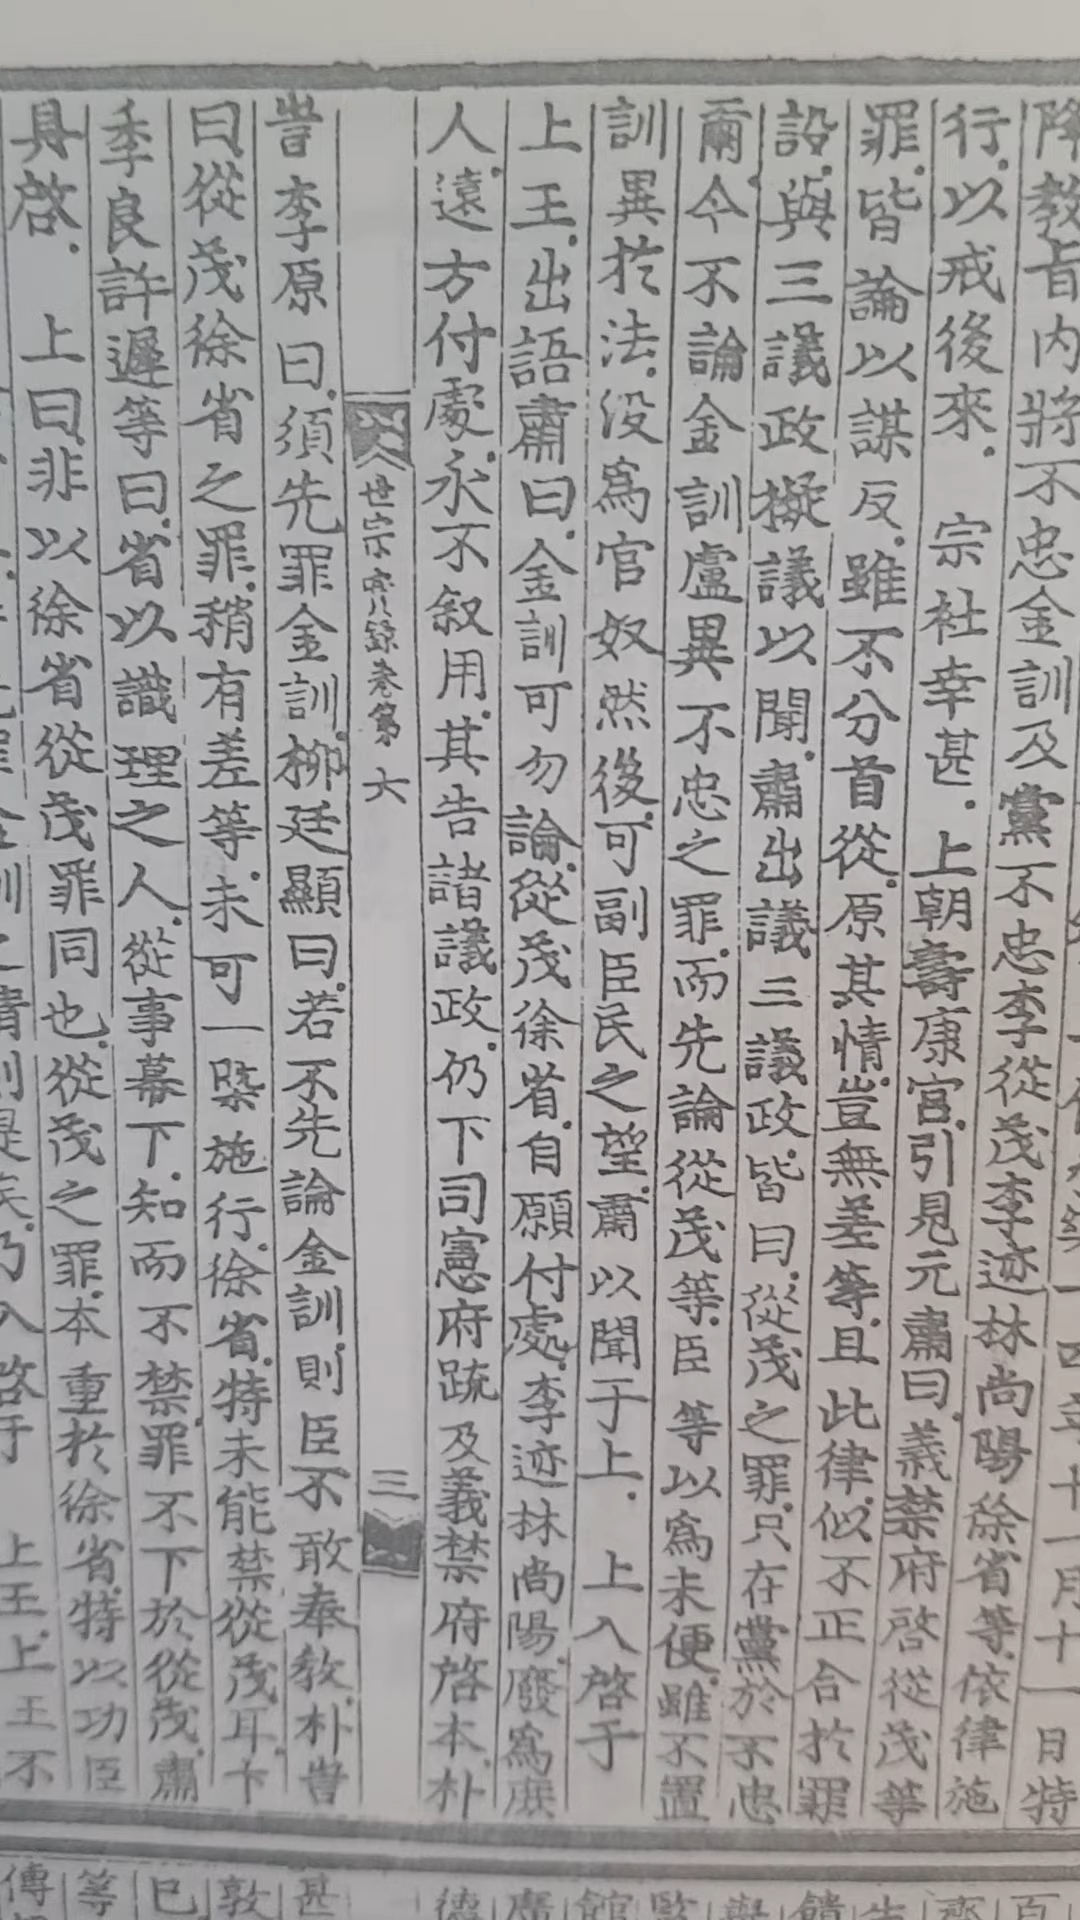 降教旨內將不忠金訓及黨不忠李從茂李迹林尙陽徐省等依律施
行.以戒後來. 宗社幸甚.上朝壽康宮.引見元肅曰.義禁府啓從茂等
罪.皆論以謀反.雖不分首從.原其情.豈無差等.且此律.似不正合於罪
設.與三議政擬議以聞.肅出議三議政.皆曰.從茂之罪.只在黨於不忠
爾.今不論金訓盧異不忠之罪.而先論從茂等.臣等以爲未便.雖不置
訓異於法.沒爲官奴然後.可副臣民之望.肅以聞于上. 上入啓于
上王.出語肅曰.金訓可勿論.從茂徐省.自願付處.李迹林尙陽.廢爲庶
人.遠方付處.永不敍用.其告諸議政.仍下司憲府疏及義禁府啓本.朴
世宗實錄卷第六
三
訔李原曰.須先罪金訓.柳廷顯曰.若不先論金訓.則臣不敢奉敎.朴訔
曰.從茂徐省之罪.稍有差等.未可一槩施行.徐省.特未能禁從茂耳.卞
季良許遲等曰.省以識理之人.從事幕下.知而不禁.罪不下於從茂.肅
具啓. 上曰.非以徐省從茂罪同也.從茂之罪.本重於徐省.特以功臣
上王.上王不